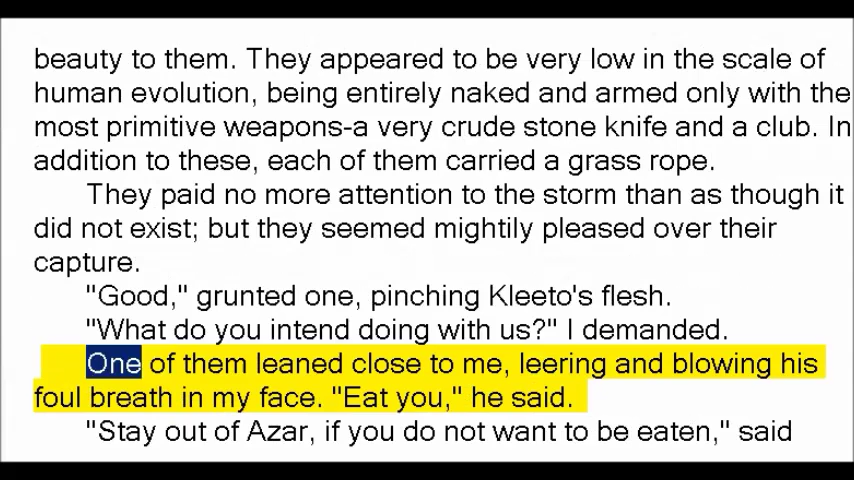 beauty to them. They appeared to be very low in the scale of
human evolution, being entirely naked and armed only with the
most primitive weapons-a very crude stone knife and a club. In
addition to these, each of them carried a grass rope.
They paid no more attention to the storm than as though it
did not exist; but they seemed mightily pleased over their
capture.
"Good," grunted one, pinching Kleeto's flesh.
"What do you intend doing with us?" I demanded.
One of them leaned close to me, leering and blowing his
foul breath in my face. "Eat you," he said.
"Stay out of Azar, if you do not want to be eaten," said